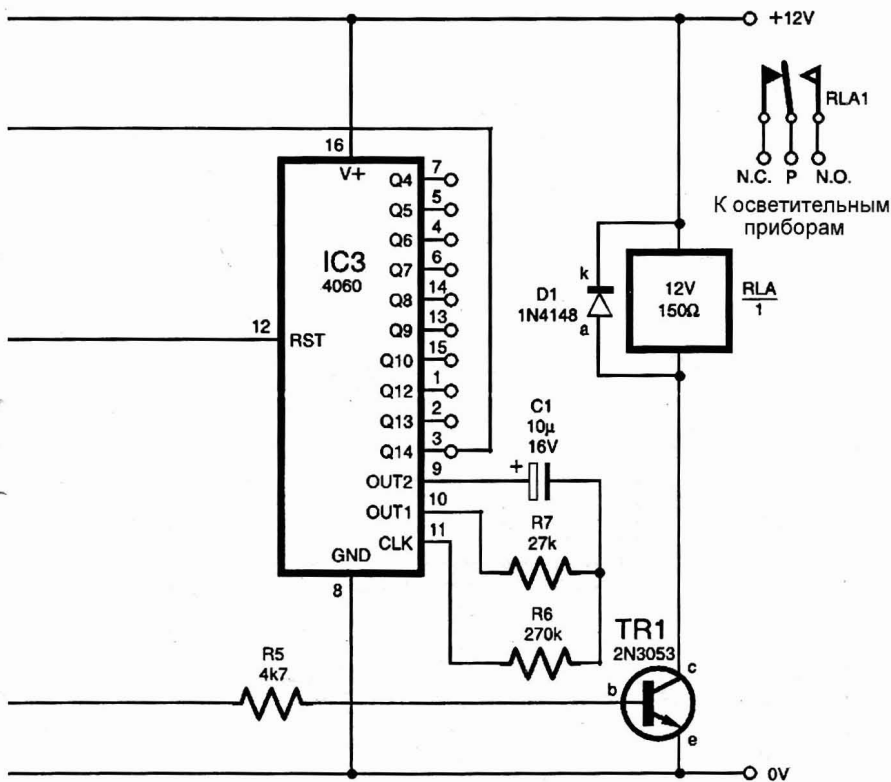 +12V
RLA1
N.C. P N.O.
К осветительным
приборам
16
V+
Q4 7
Q5 5
Q6 4
Q7 6
Q8 14
Q9 13
Q10 15
Q12 1
Q13 2
Q14 3
OUT2 9
OUT1 10
CLK 11
IC3
4060
12 RST
GND
8
k
D1
1N4148
a
12V
150Ω
RLA
1
C1
10µ
16V
+
R7
27k
R6
270k
TR1
2N3053
b
c
e
R5
4k7
0V